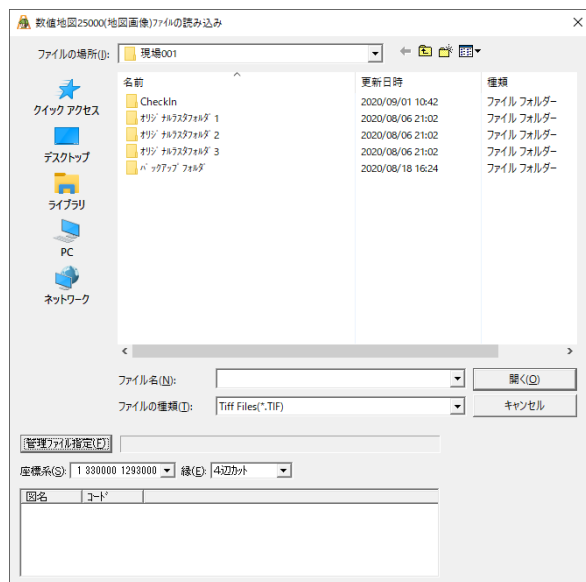 数値地図25000(地図画像)ﾌｧｲﾙの読み込み
ファイルの場所(I): 現場001
名前 更新日時 種類
CheckIn 2020/09/01 10:42 ファイル フォルダー
ｵﾘｼﾞﾅﾙﾗｽﾀﾌｫﾙﾀﾞ1 2020/08/06 21:02 ファイル フォルダー
ｵﾘｼﾞﾅﾙﾗｽﾀﾌｫﾙﾀﾞ2 2020/08/06 21:02 ファイル フォルダー
ｵﾘｼﾞﾅﾙﾗｽﾀﾌｫﾙﾀﾞ3 2020/08/06 21:02 ファイル フォルダー
ﾊﾞｯｸｱｯﾌﾟﾌｫﾙﾀﾞ 2020/08/18 16:24 ファイル フォルダー
クイック アクセス
デスクトップ
ライブラリ
PC
ネットワーク
ファイル名(N): 開く(O)
ファイルの種類(T): Tiff Files(*.TIF) キャンセル
管理ﾌｧｲﾙ指定(F)
座標系(S): 1 330000 1293000 縁(E): 4辺ｶｯﾄ
図名 ｺｰﾄﾞ